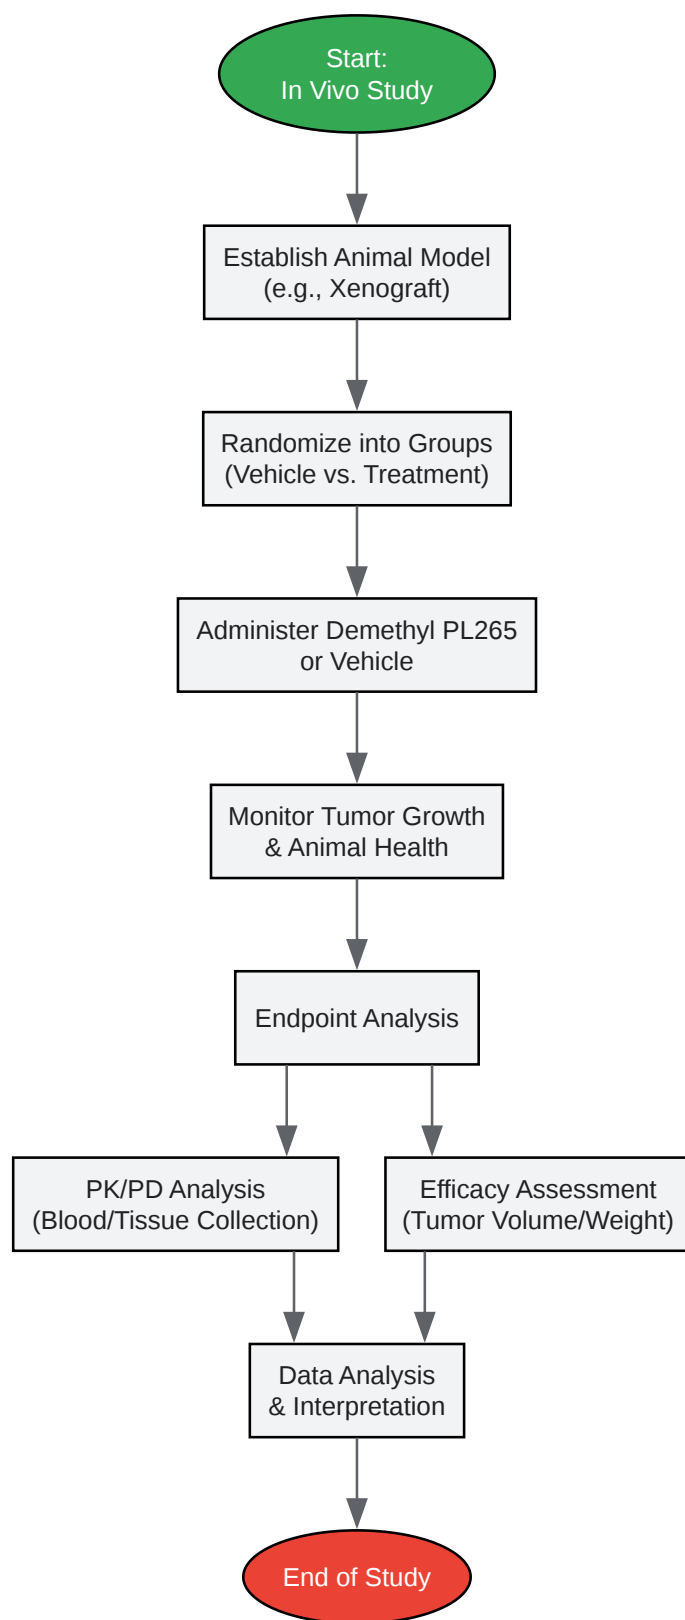 Start:
In Vivo Study
Establish Animal Model
(e.g., Xenograft)
Randomize into Groups
(Vehicle vs. Treatment)
Administer Demethyl PL265
or Vehicle
Monitor Tumor Growth
& Animal Health
Endpoint Analysis
PK/PD Analysis
(Blood/Tissue Collection)
Efficacy Assessment
(Tumor Volume/Weight)
Data Analysis
& Interpretation
End of Study